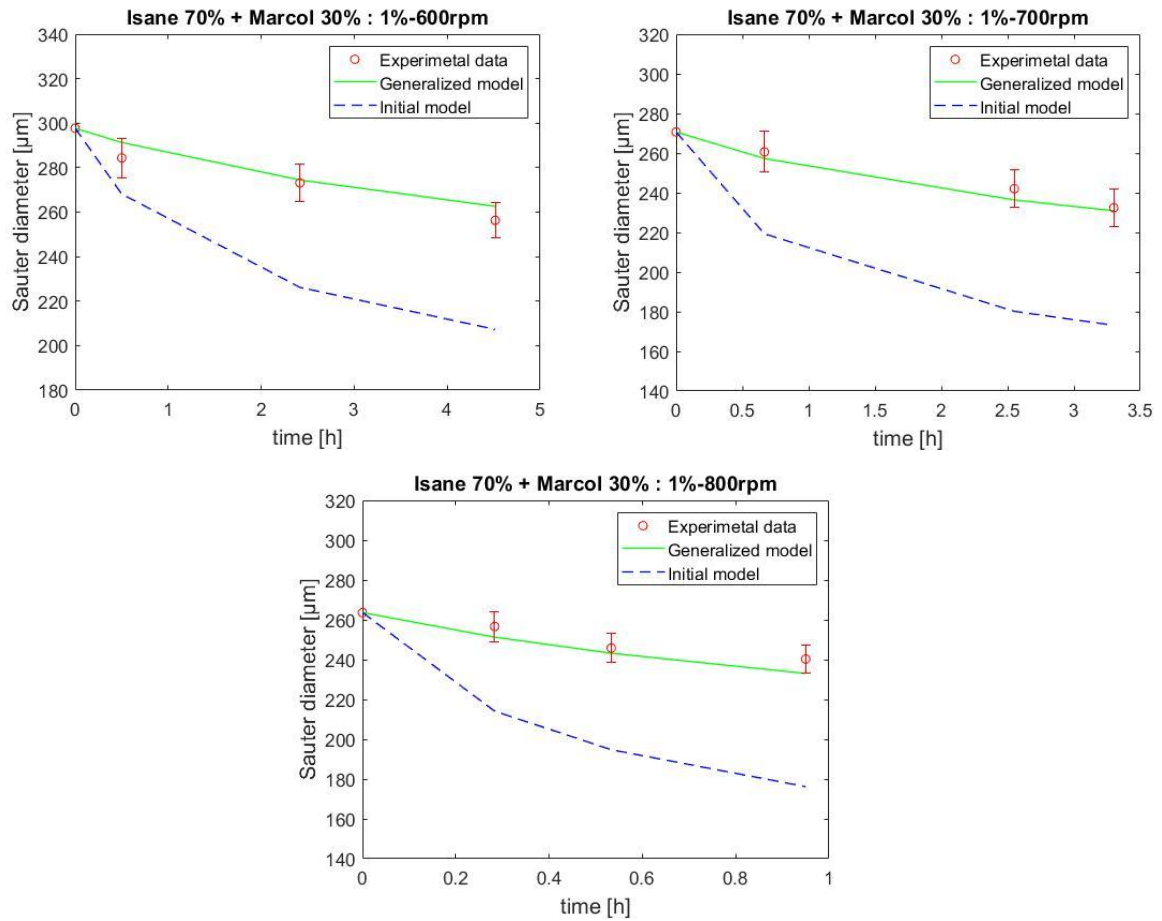 Isane 70% + Marcol 30% : 1%-600rpm
340
320
300
280
260
240
220
200
180
Sauter diameter [µm]
Experimetal data
Generalized model
Initial model
0
1
2
3
4
5
time [h]
Isane 70% + Marcol 30% : 1%-700rpm
320
300
280
260
240
220
200
180
160
140
Sauter diameter [µm]
Experimetal data
Generalized model
Initial model
0
0.5
1
1.5
2
2.5
3
3.5
time [h]
Isane 70% + Marcol 30% : 1%-800rpm
320
300
280
260
240
220
200
180
160
140
Sauter diameter [µm]
Experimetal data
Generalized model
Initial model
0
0.2
0.4
0.6
0.8
1
time [h]